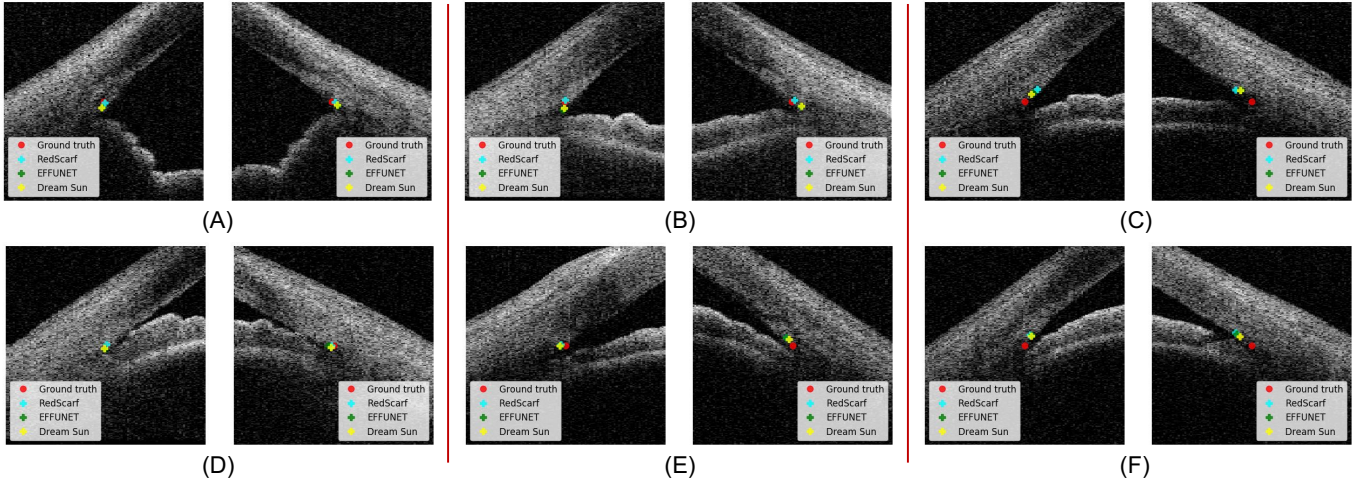 Ground truth
RedScarf
EFFUNET
Dream Sun
Ground truth
RedScarf
EFFUNET
Dream Sun
(A)
Ground truth
RedScarf
EFFUNET
Dream Sun
Ground truth
RedScarf
EFFUNET
Dream Sun
(B)
Ground truth
RedScarf
EFFUNET
Dream Sun
Ground truth
RedScarf
EFFUNET
Dream Sun
(C)
Ground truth
RedScarf
EFFUNET
Dream Sun
Ground truth
RedScarf
EFFUNET
Dream Sun
(D)
Ground truth
RedScarf
EFFUNET
Dream Sun
Ground truth
RedScarf
EFFUNET
Dream Sun
(E)
Ground truth
RedScarf
EFFUNET
Dream Sun
Ground truth
RedScarf
EFFUNET
Dream Sun
(F)